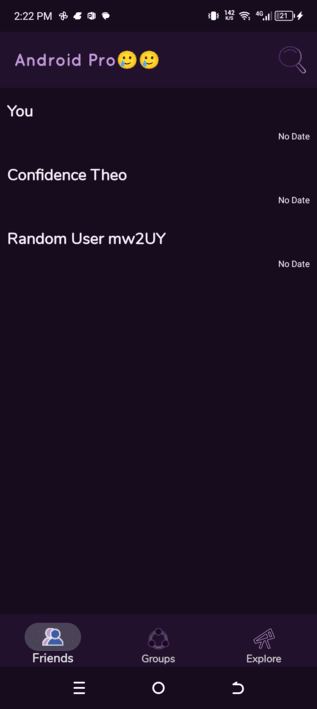 2:22 PM 142 K/S 4G 21
Android Pro🥲🥲
You
No Date
Confidence Theo
No Date
Random User mw2UY
No Date
Friends Groups Explore